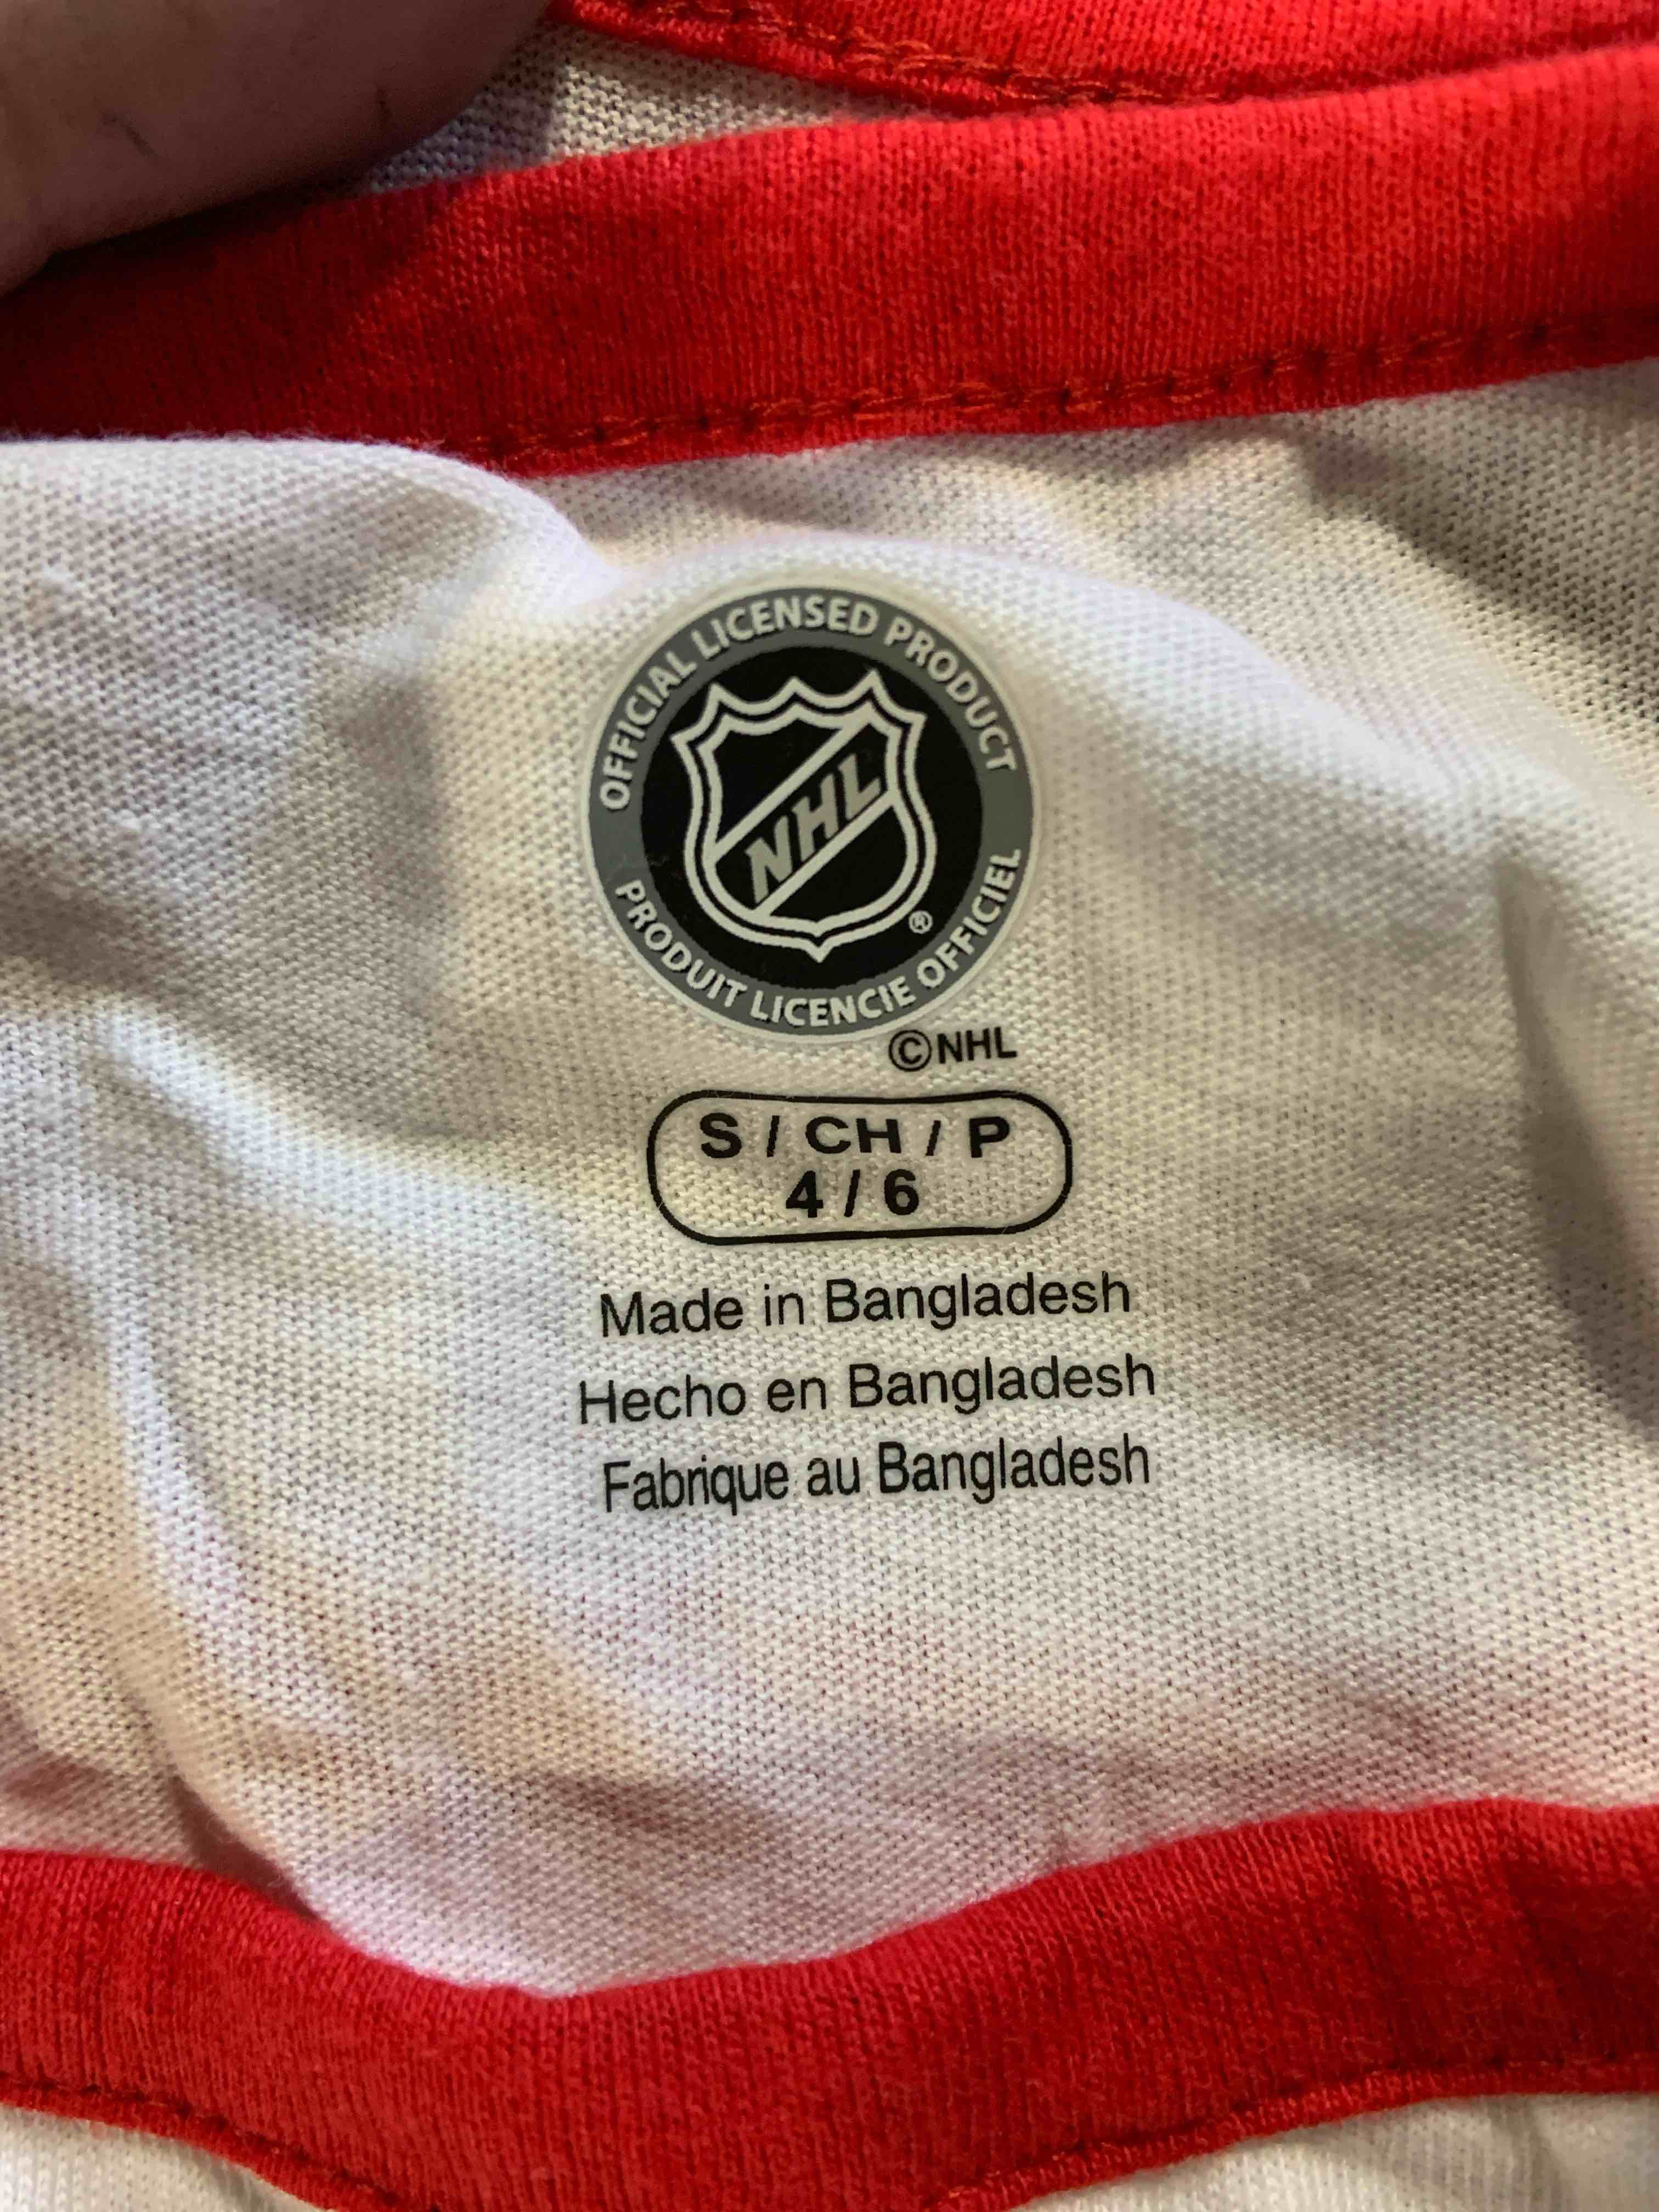 OFFICIAL LICENSED PRODUCT
NHL
®
PRODUIT LICENCIE OFFICIEL
©NHL
S / CH / P
4 / 6
Made in Bangladesh
Hecho en Bangladesh
Fabrique au Bangladesh